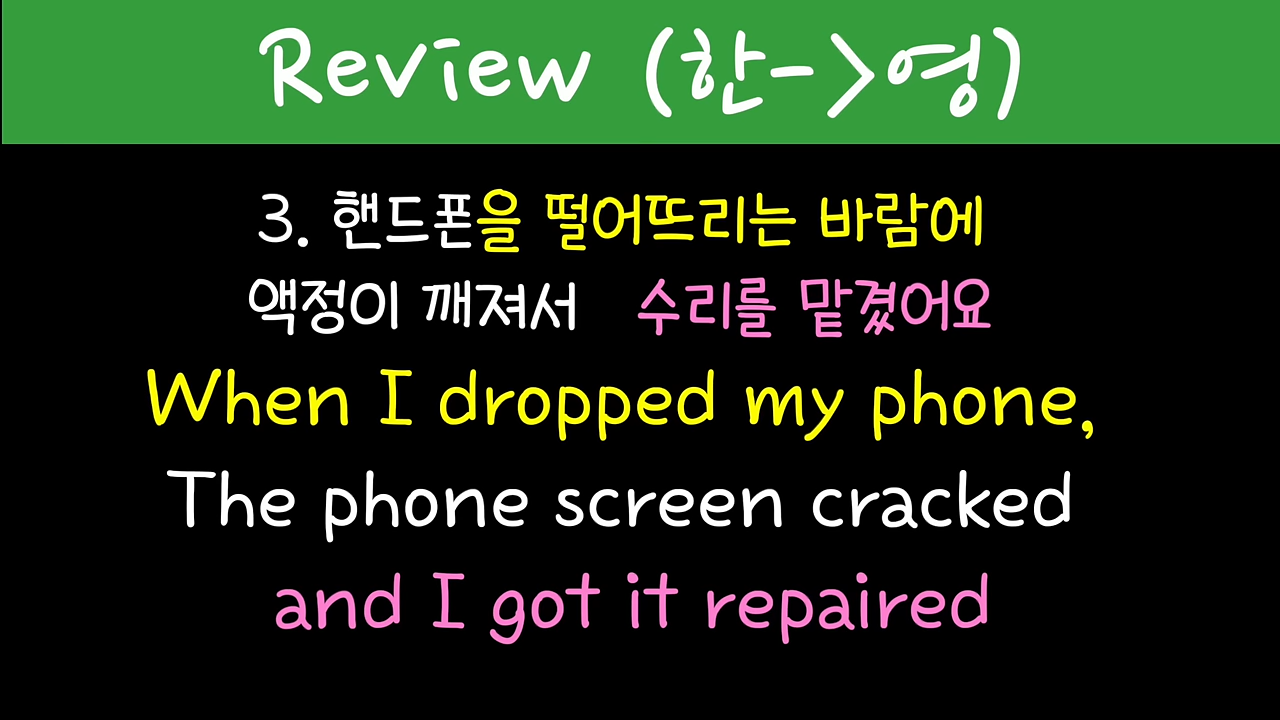 Review (한->영)
3. 핸드폰을 떨어뜨리는 바람에
액정이 깨져서 수리를 맡겼어요
When I dropped my phone,
The phone screen cracked
and I got it repaired